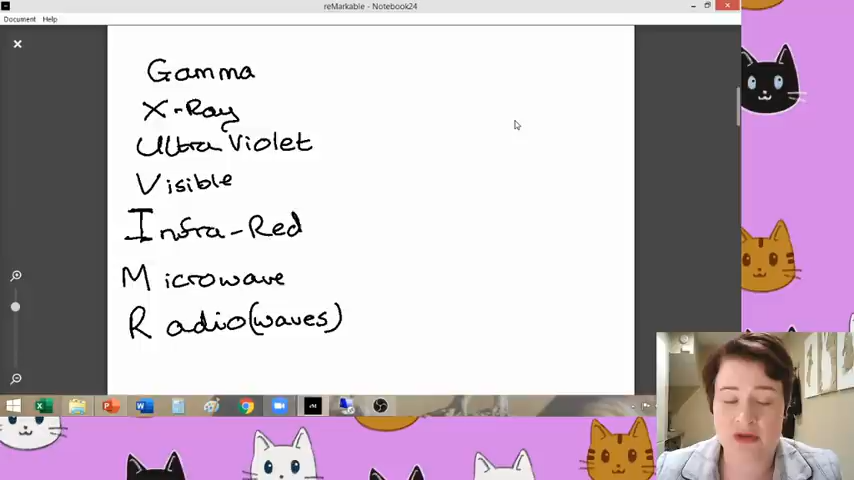 reMarkable - Notebook24
Document Help
Gamma
X-Ray
Ultra Violet
Visible
Infra-Red
Microwave
Radio(waves)